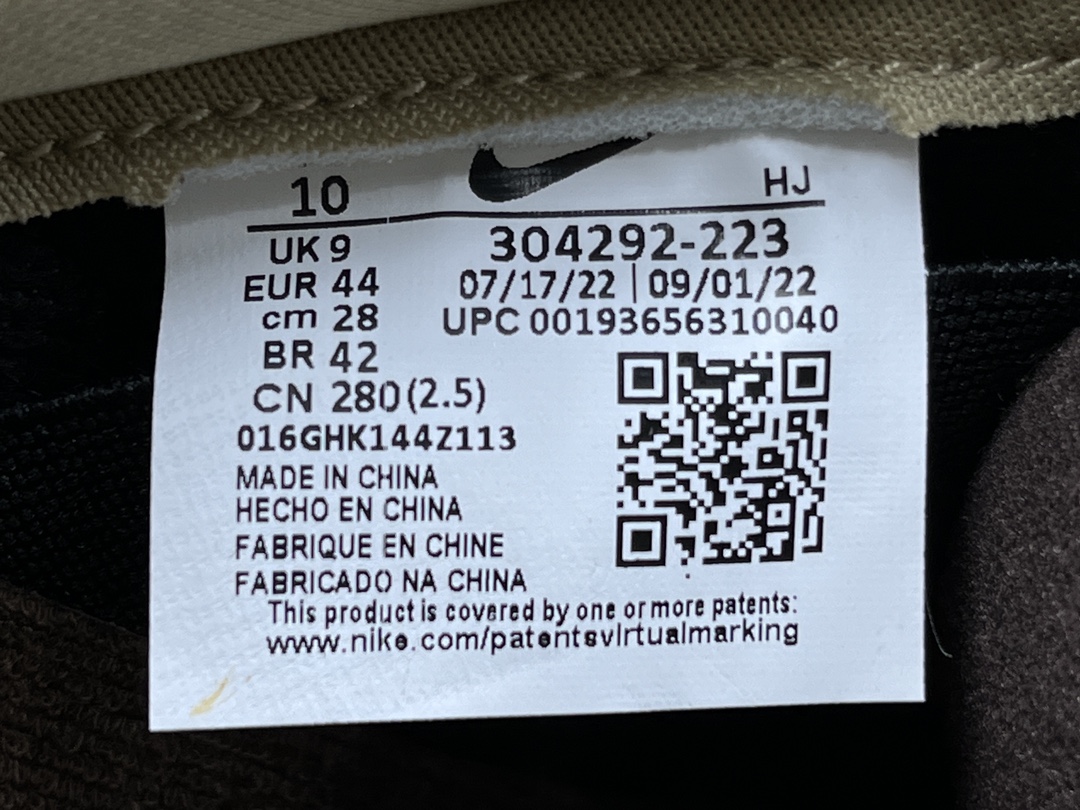 10
HJ
UK 9
304292-223
EUR 44
07/17/22 | 09/01/22
cm 28
UPC 00193656310040
BR 42
CN 280(2.5)
016GHK144Z113
MADE IN CHINA
HECHO EN CHINA
FABRIQUE EN CHINE
FABRICADO NA CHINA
This product is covered by one or more patents:
www.nike.com/patentsvirtualmarking